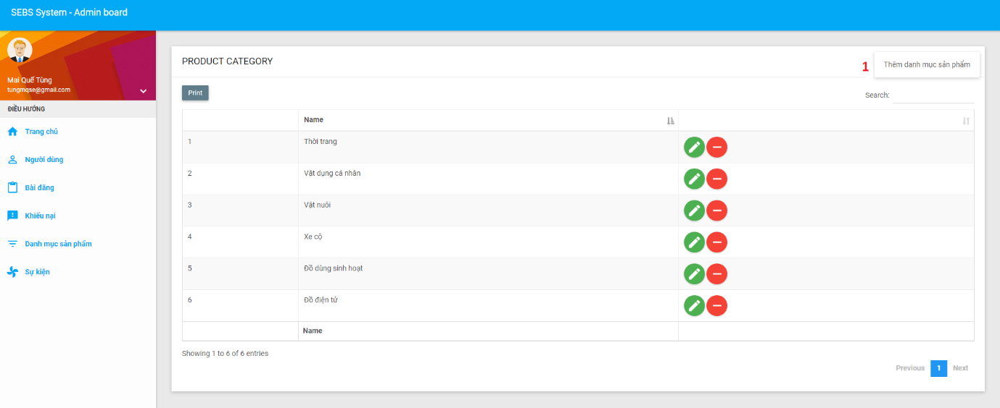 SEBS System - Admin board
Mai Quế Tùng
tungmqse@gmail.com
ĐIỀU HƯỚNG
Trang chủ
Người dùng
Bài đăng
Khiếu nại
Danh mục sản phẩm
Sự kiện
PRODUCT CATEGORY
1 Thêm danh mục sản phẩm
Print
Search:
Name
1 Thời trang
2 Vật dụng cá nhân
3 Vật nuôi
4 Xe cộ
5 Đồ dùng sinh hoạt
6 Đồ điện tử
Name
Showing 1 to 6 of 6 entries
Previous 1 Next